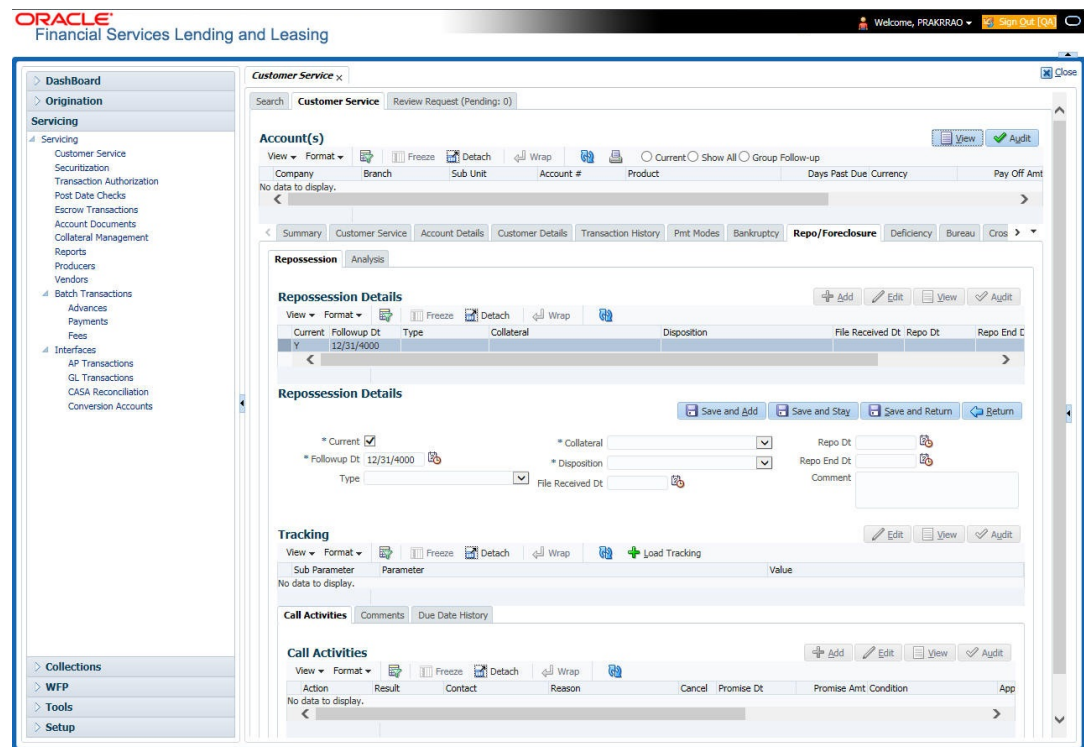 ORACLE
Financial Services Lending and Leasing
Welcome, PRAKRRAO
Sign Out [QA]
Close
DashBoard
Origination
Servicing
Servicing
Customer Service
Securitization
Transaction Authorization
Post Date Checks
Escrow Transactions
Account Documents
Collateral Management
Reports
Producers
Vendors
Batch Transactions
Advances
Payments
Fees
Interfaces
AP Transactions
GL Transactions
CASA Reconciliation
Conversion Accounts
Collections
WFP
Tools
Setup
Customer Service
Search Customer Service Review Request (Pending: 0)
Account(s) View Audit
View Format Freeze Detach Wrap Current Show All Group Follow-up
Company Branch Sub Unit Account # Product Days Past Due Currency Pay Off Amt
No data to display.
Summary Customer Service Account Details Customer Details Transaction History Pmt Modes Bankruptcy Repo/Foreclosure Deficiency Bureau Cros
Repossession Analysis
Repossession Details Add Edit View Audit
View Format Freeze Detach Wrap
Current Followup Dt Type Collateral Disposition File Received Dt Repo Dt Repo End D
Y 12/31/4000
Repossession Details
Save and Add Save and Stay Save and Return Return
* Current * Collateral Repo Dt
* Followup Dt 12/31/4000 * Disposition Repo End Dt
Type File Received Dt Comment
Tracking Edit View Audit
View Format Freeze Detach Wrap Load Tracking
Sub Parameter Parameter Value
No data to display.
Call Activities Comments Due Date History
Call Activities Add Edit View Audit
View Format Freeze Detach Wrap
Action Result Contact Reason Cancel Promise Dt Promise Amt Condition App
No data to display.